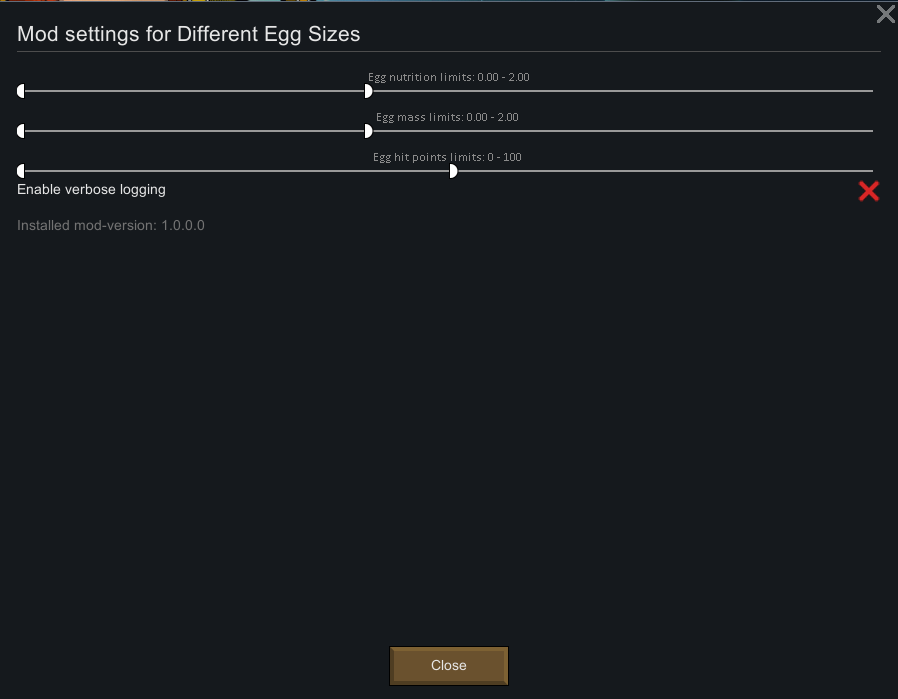 Mod settings for Different Egg Sizes
Egg nutrition limits: 0.00 - 2.00
Egg mass limits: 0.00 - 2.00
Egg hit points limits: 0 - 100
Enable verbose logging
Installed mod-version: 1.0.0.0
Close